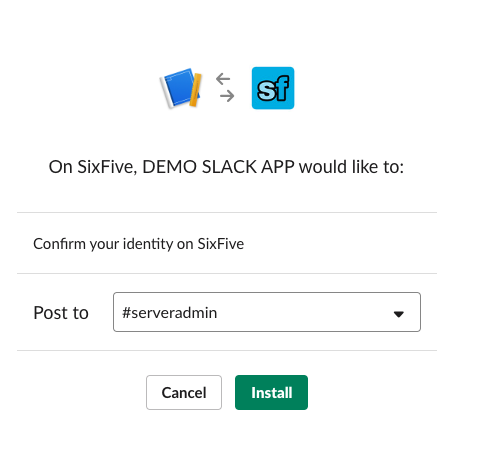 sf
On SixFive, DEMO SLACK APP would like to:
Confirm your identity on SixFive
Post to #serveradmin
Cancel Install